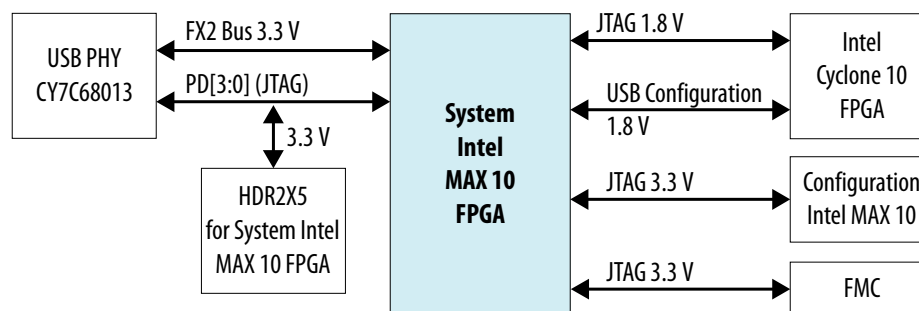 USB PHY
CY7C68013
FX2 Bus 3.3 V
PD[3:0] (JTAG)
3.3 V
HDR2X5
for System Intel
MAX 10 FPGA
System
Intel
MAX 10
FPGA
JTAG 1.8 V
USB Configuration
1.8 V
Intel
Cyclone 10
FPGA
JTAG 3.3 V
Configuration
Intel MAX 10
JTAG 3.3 V
FMC